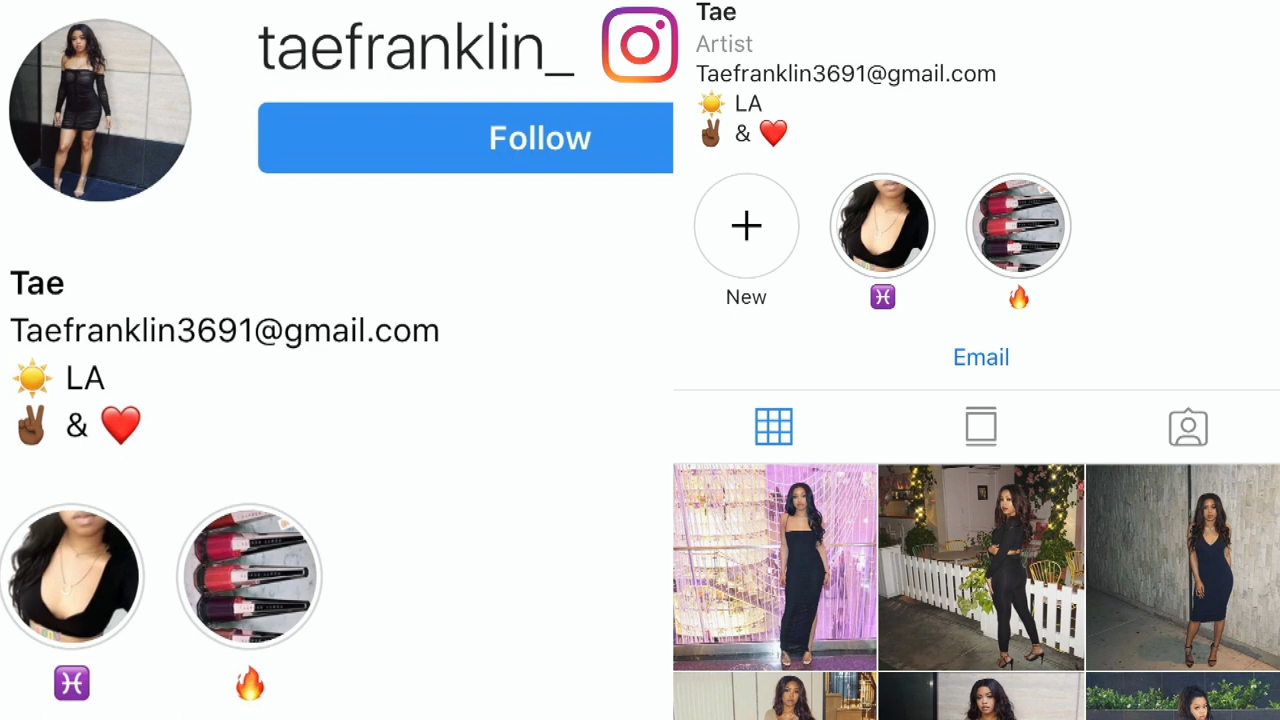 taefranklin_
Follow
Tae
Taefranklin3691@gmail.com
☀️ LA
✌🏾 & ❤️
♓
🔥
Tae
Artist
Taefranklin3691@gmail.com
☀️ LA
✌🏾 & ❤️
New
♓
🔥
Email